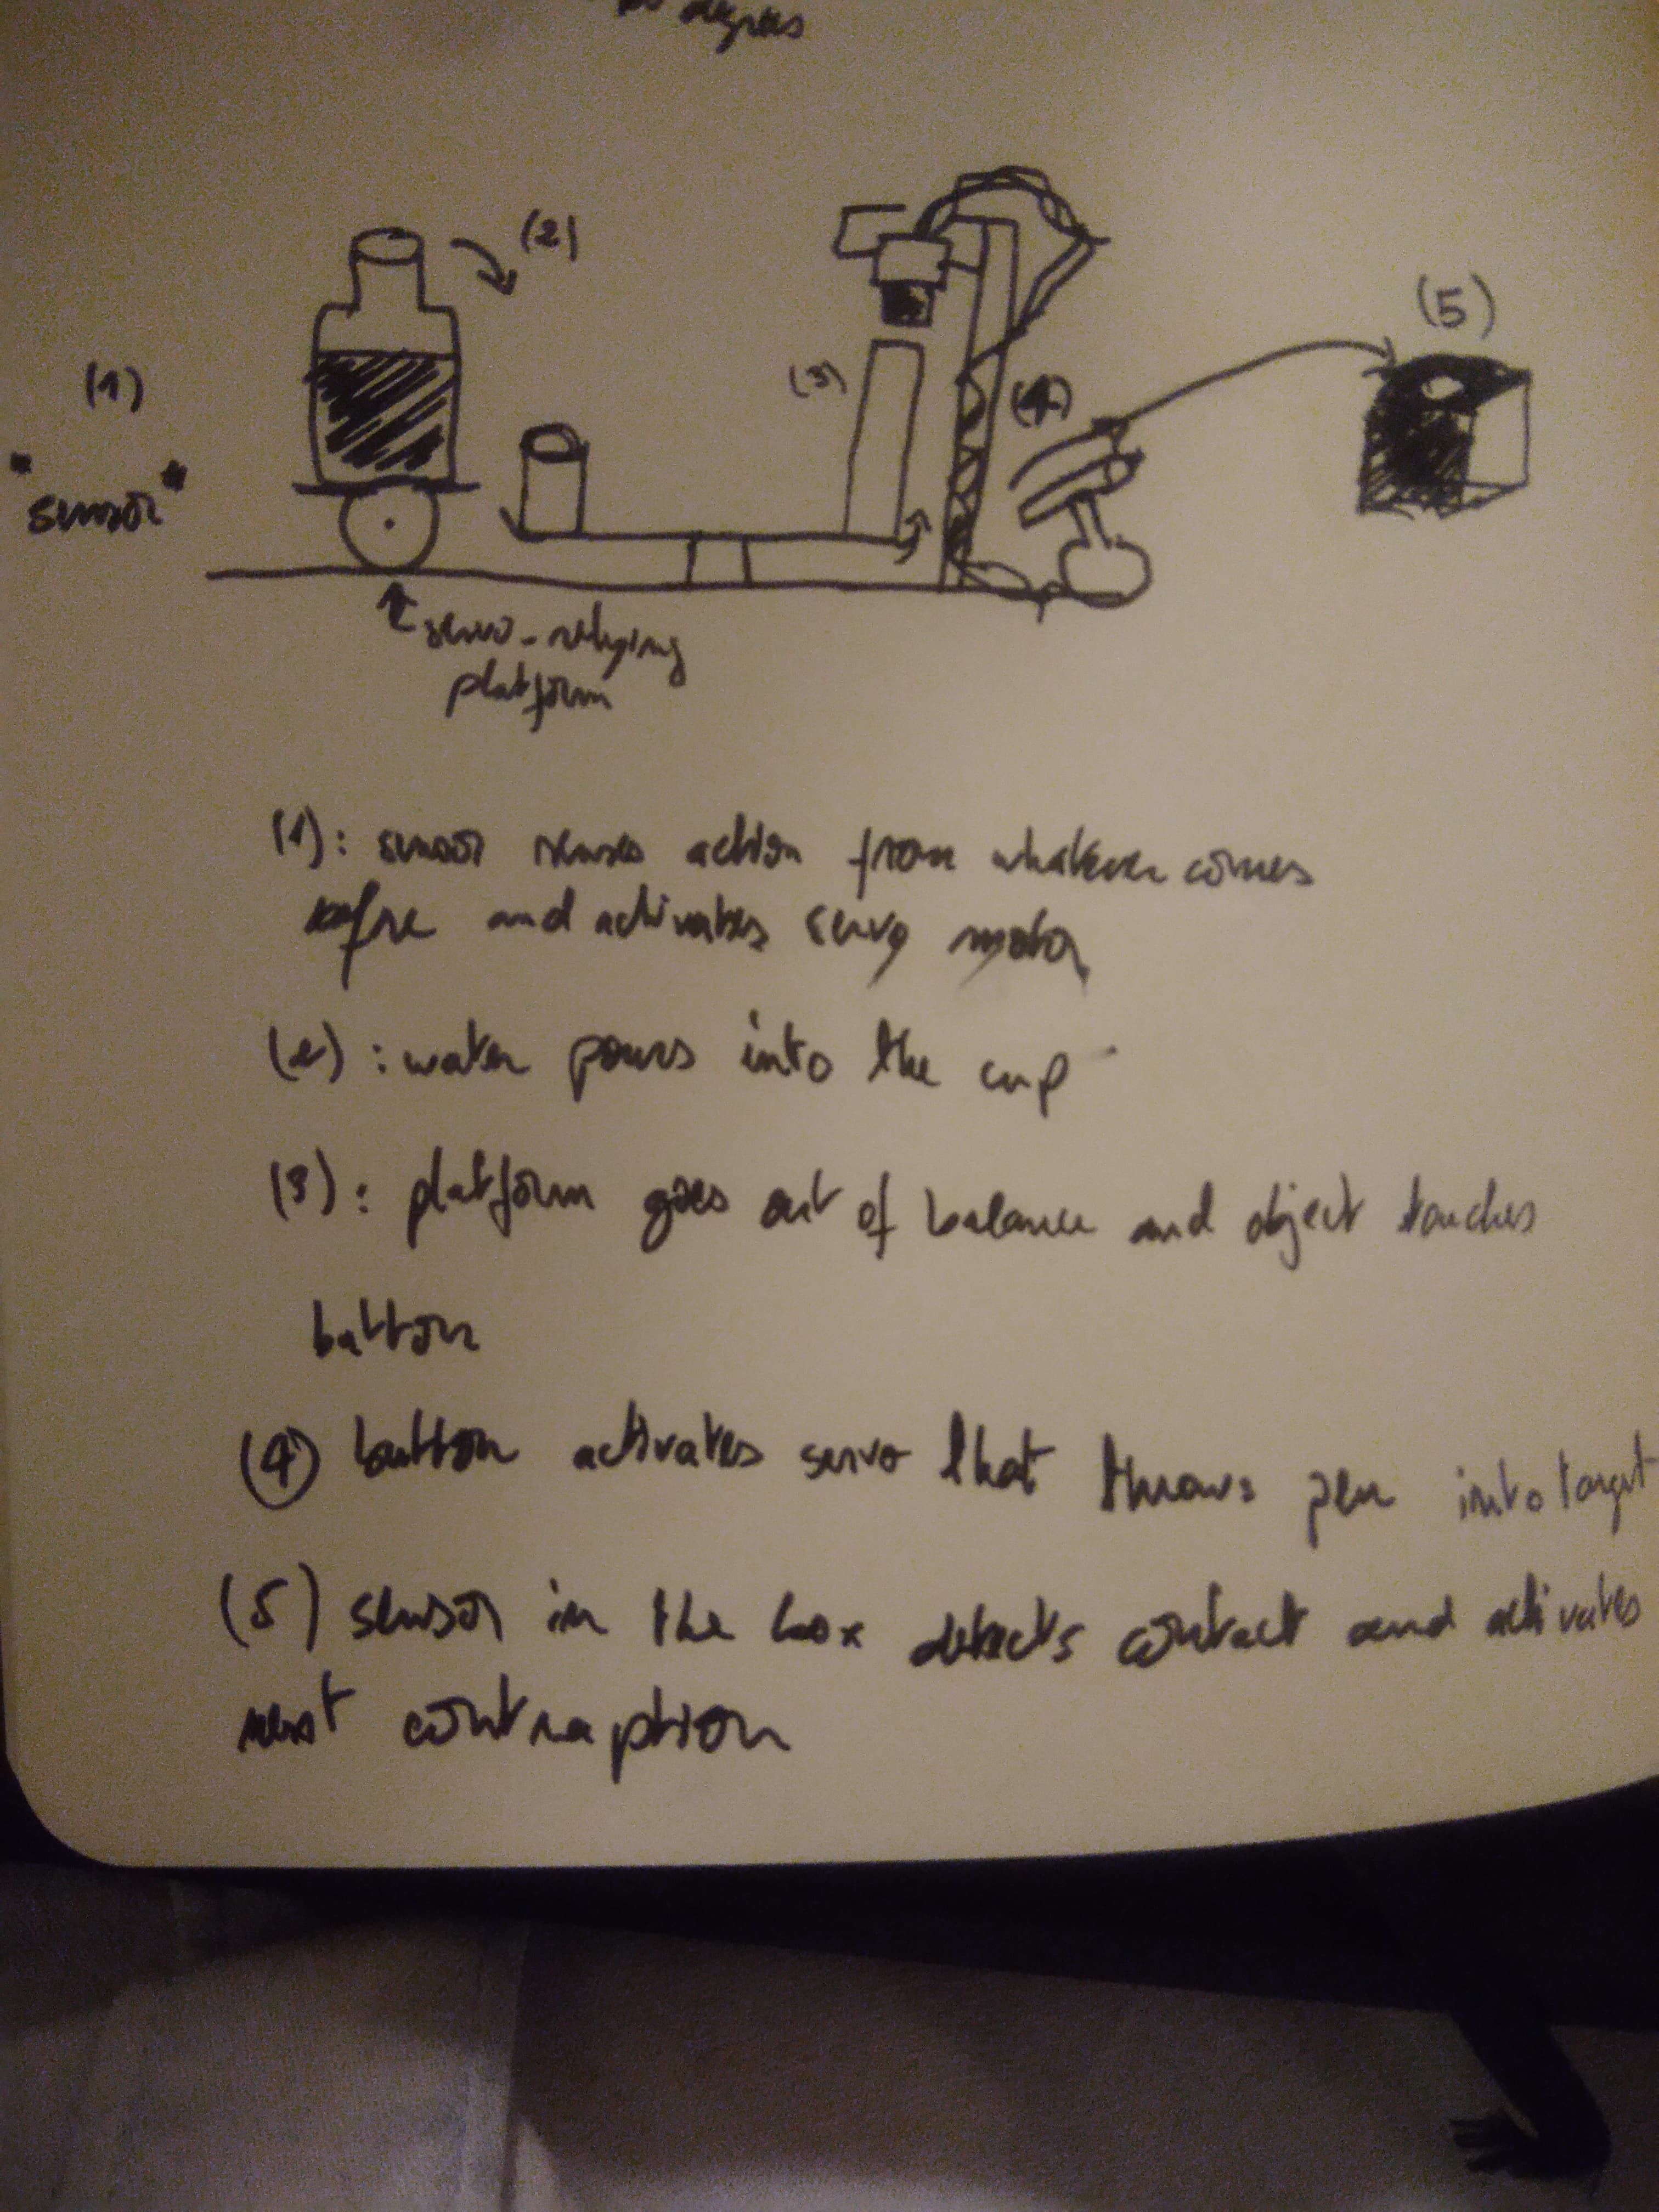 degrees
(2)
(5)
(1)
(3)
(4)
"sensor"
servo-relying
platform
(1): sensor senses action from whatever comes
before and activates servo motor
(2): water pours into the cup
(3): platform goes out of balance and object touches
button
(4) button activates servo that throws pen into target
(5) sensor in the box detects contact and activates
next contraption